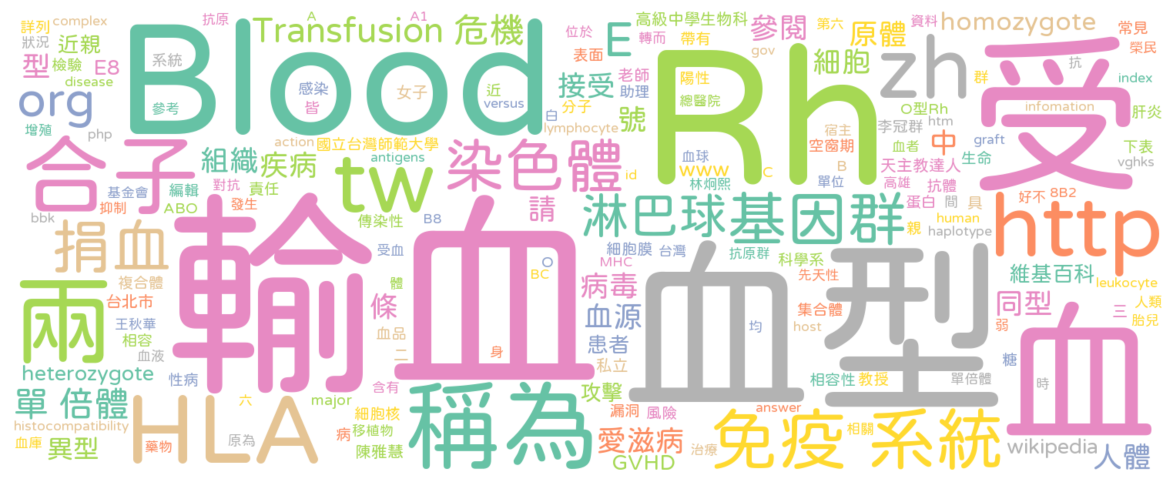 詳列 complex 抗原 A A1 位於 高級中學生物科 第六 資料 常見
狀況 近親 系統 Transfusion 危機 E 表面 轉而 帶有 參閱 原體 homozygote 榮民
型 檢驗 E8 Blood Rh zh 受
disease 感染 皆 女子 近 versus 接受 老師 助理 陽性 gov 細胞 群 抗 index
org 參考 白 分子 號 總醫院 O型Rh infomation 肝炎
增殖 php action 國立台灣師範大學 lymphocyte 李冠群 htm 宿主 graft 下表
合子 組織 疾病 antigens 染色體 血球 www 空窗期 中 生命
基金會 編輯 對抗 責任 tw 請 id 林炯熙 C B 血者 天主教達人 vghks
bbk 抑制 ABO 發生 傳染性 淋巴球 基因群 單位 高雄 抗體 好不 8B2
捐血 輸血 B8 受血 蛋白 間 具 親 human haplotype http
複合體 體 O 細胞膜 台灣 抗原群 科學系 維基百科
兩 台北市 條 BC MHC 病毒 血型 先天性 集合體 同型 leukocyte
王秋華 相容 血品 血源 host 人類 胎兒
血液 二 身 患者 均 弱 三 血
heterozygote 性病 私立 糖 時
單 倍體 含有 攻擊 相容性 教授 單倍體
HLA 六 major 稱為 漏洞 風險 answer 免疫 系統
histocompatibility 細胞核 相關
血庫 異型 藥物 原為 病 移植物 愛滋病 wikipedia
陳雅慧 GVHD 治療 人體